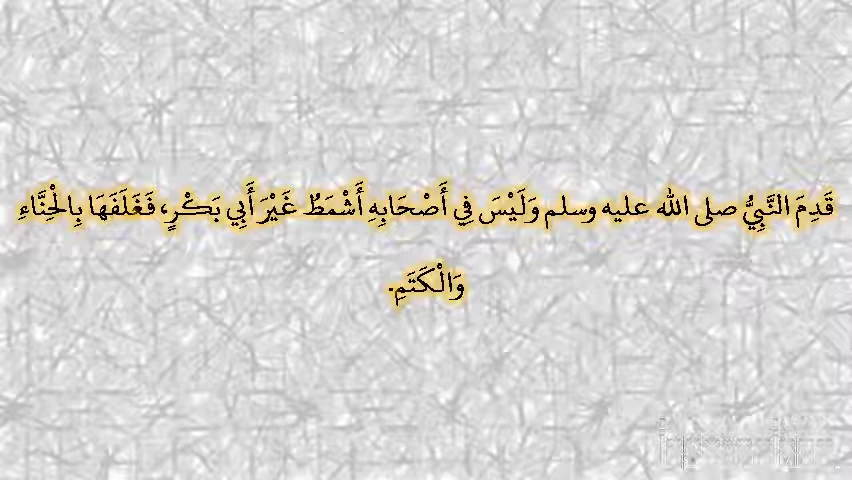 قَدِمَ النَّبِيُّ صلى الله عليه وسلم وَلَيْسَ فِي أَصْحَابِهِ أَشْمَطُ غَيْرَ أَبِي بَكْرٍ، فَغَلَفَهَا بِالْحِنَّاءِ
وَالْكَتَمِ.